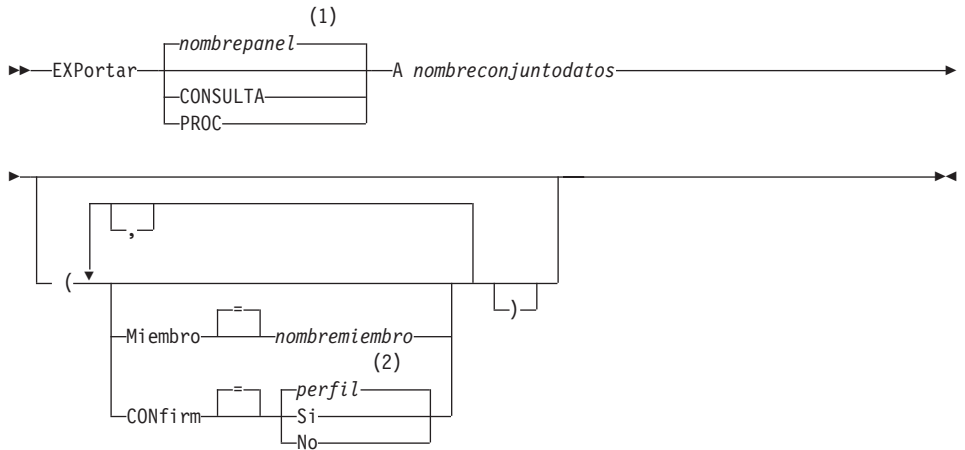 (1)
nombrepanel
EXPortar A nombreconjuntodatos
CONSULTA
PROC
,
(
)
=
Miembro nombremiembro
(2)
= perfil
CONfirm Si
No